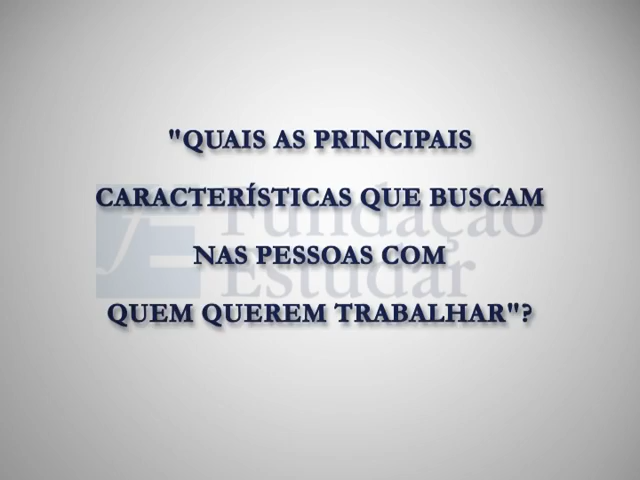 "QUAIS AS PRINCIPAIS
CARACTERÍSTICAS QUE BUSCAM
Fundação
NAS PESSOAS COM
Estudar
QUEM QUEREM TRABALHAR"?